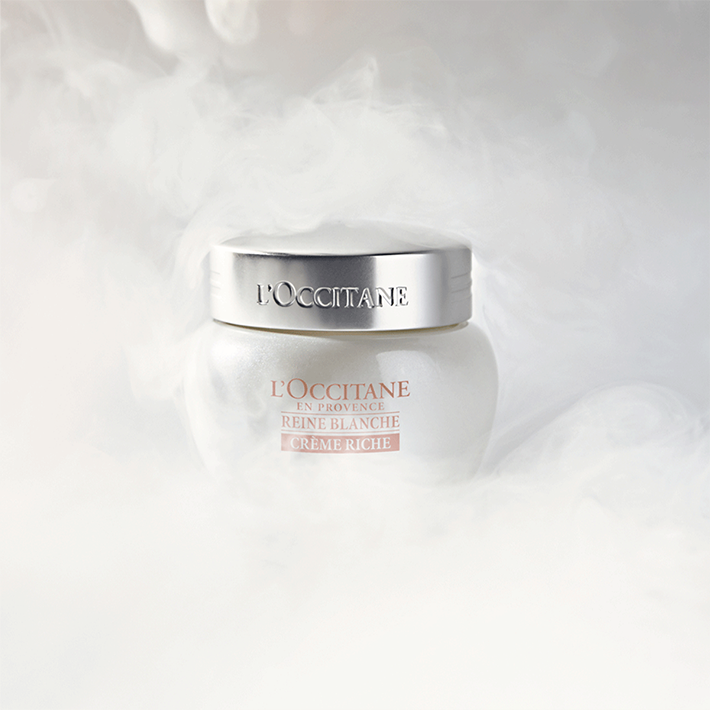 L'OCCITANE
L'OCCITANE
EN PROVENCE
REINE BLANCHE
CRÈME RICHE